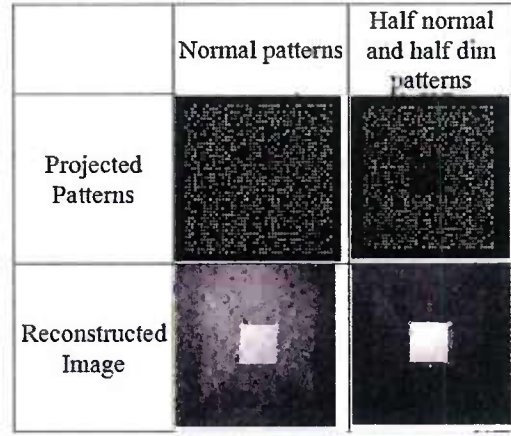 Normal patterns
Half normal
and half dim
patterns
Projected
Patterns
Reconstructed
Image